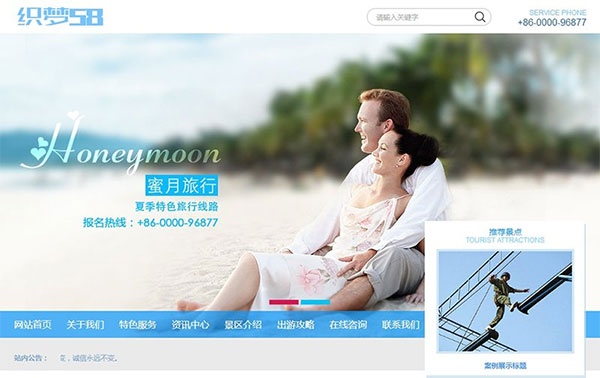 织梦58
请输入关键字
SERVICE PHONE
+86-0000-96877
Honeymoon
蜜月旅行
夏季特色旅行线路
报名热线：+86-0000-96877
推荐景点
TOURIST ATTRACTIONS
网站首页 关于我们 特色服务 资讯中心 景区介绍 出游攻略 在线咨询 联系我们
案例展示标题
站内公告： 变，诚信永远不变。